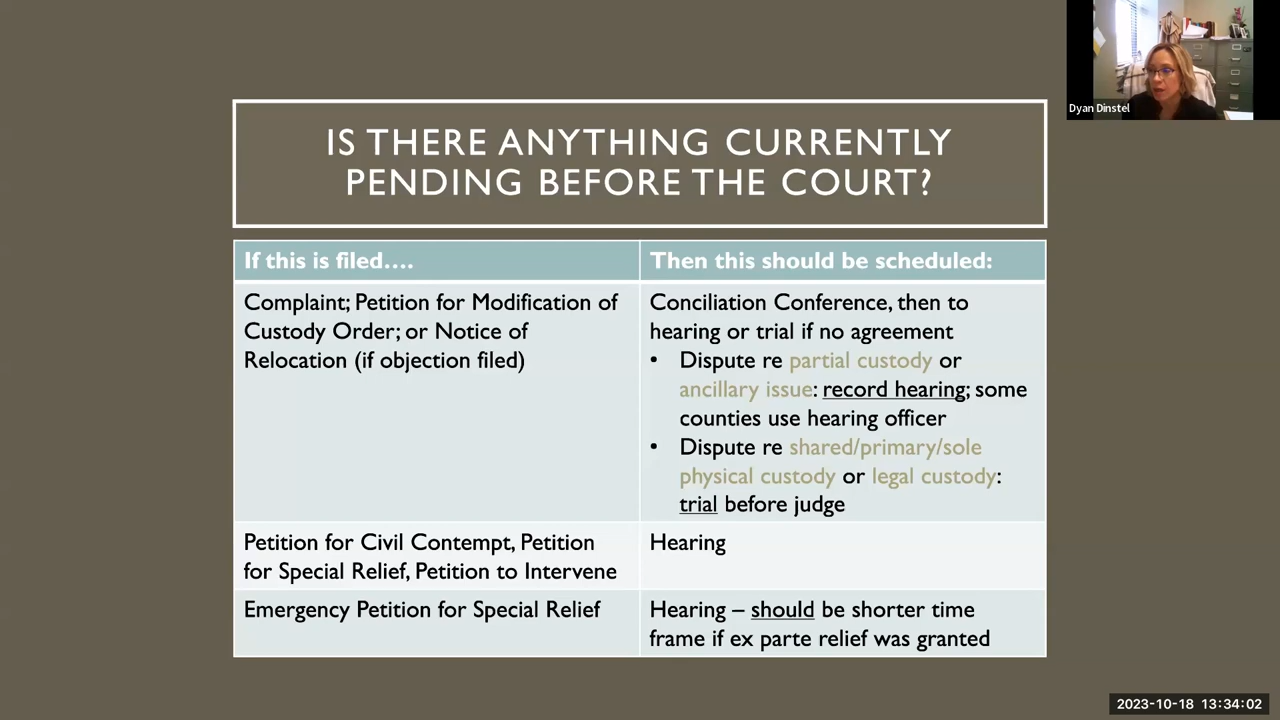 Dyan Dinstel
IS THERE ANYTHING CURRENTLY
PENDING BEFORE THE COURT?
If this is filed....
Then this should be scheduled:
Complaint; Petition for Modification of
Custody Order; or Notice of
Relocation (if objection filed)
Conciliation Conference, then to
hearing or trial if no agreement
• Dispute re partial custody or
ancillary issue: record hearing; some
counties use hearing officer
• Dispute re shared/primary/sole
physical custody or legal custody:
trial before judge
Petition for Civil Contempt, Petition
for Special Relief, Petition to Intervene
Hearing
Emergency Petition for Special Relief
Hearing – should be shorter time
frame if ex parte relief was granted
2023-10-18 13:34:02